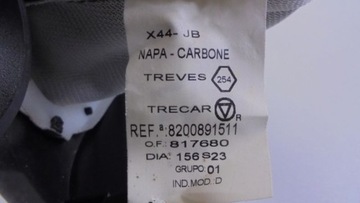 X44- JB
NAPA - CARBONE
TREVES 254
TRECAR R
REF.ª:8200891511
O.F.: 817680
DIA: 156 S23
GRUPO 01
IND.MOD.:D